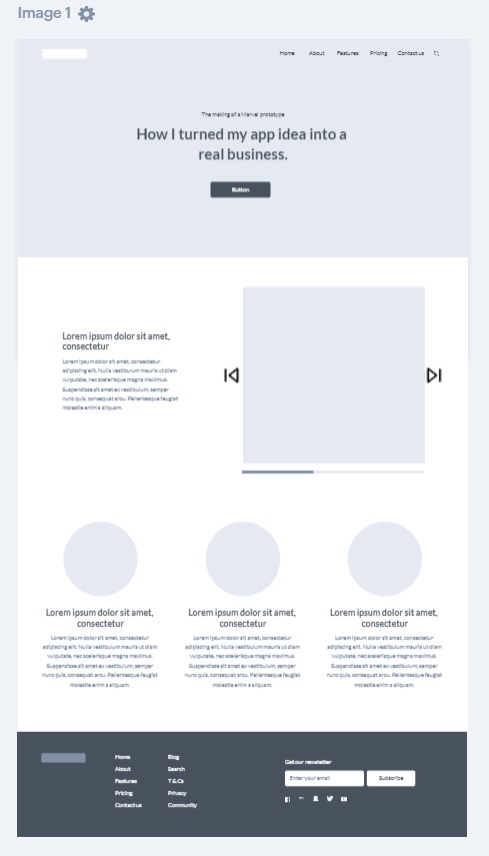 Image 1
Home About Features Pricing Contact us
The making of a Marvel prototype
How I turned my app idea into a
real business.
Button
Lorem ipsum dolor sit amet,
consectetur
Lorem ipsum dolor sit amet, consectetur
adipiscing elit. Nulla vestibulum mauris ut diam
vulputate, nec scelerisque magna maximus.
Suspendisse sit amet ex vestibulum, semper
nunc quis, consequat arcu. Pellentesque feugiat
molestie enim a aliquam.
Lorem ipsum dolor sit amet,
consectetur
Lorem ipsum dolor sit amet, consectetur
adipiscing elit. Nulla vestibulum mauris ut diam
vulputate, nec scelerisque magna maximus.
Suspendisse sit amet ex vestibulum, semper
nunc quis, consequat arcu. Pellentesque feugiat
molestie enim a aliquam.
Lorem ipsum dolor sit amet,
consectetur
Lorem ipsum dolor sit amet, consectetur
adipiscing elit. Nulla vestibulum mauris ut diam
vulputate, nec scelerisque magna maximus.
Suspendisse sit amet ex vestibulum, semper
nunc quis, consequat arcu. Pellentesque feugiat
molestie enim a aliquam.
Lorem ipsum dolor sit amet,
consectetur
Lorem ipsum dolor sit amet, consectetur
adipiscing elit. Nulla vestibulum mauris ut diam
vulputate, nec scelerisque magna maximus.
Suspendisse sit amet ex vestibulum, semper
nunc quis, consequat arcu. Pellentesque feugiat
molestie enim a aliquam.
Home
About
Features
Pricing
Contact us
Blog
Search
T & Cs
Privacy
Community
Get our newsletter
Enter your email
Subscribe